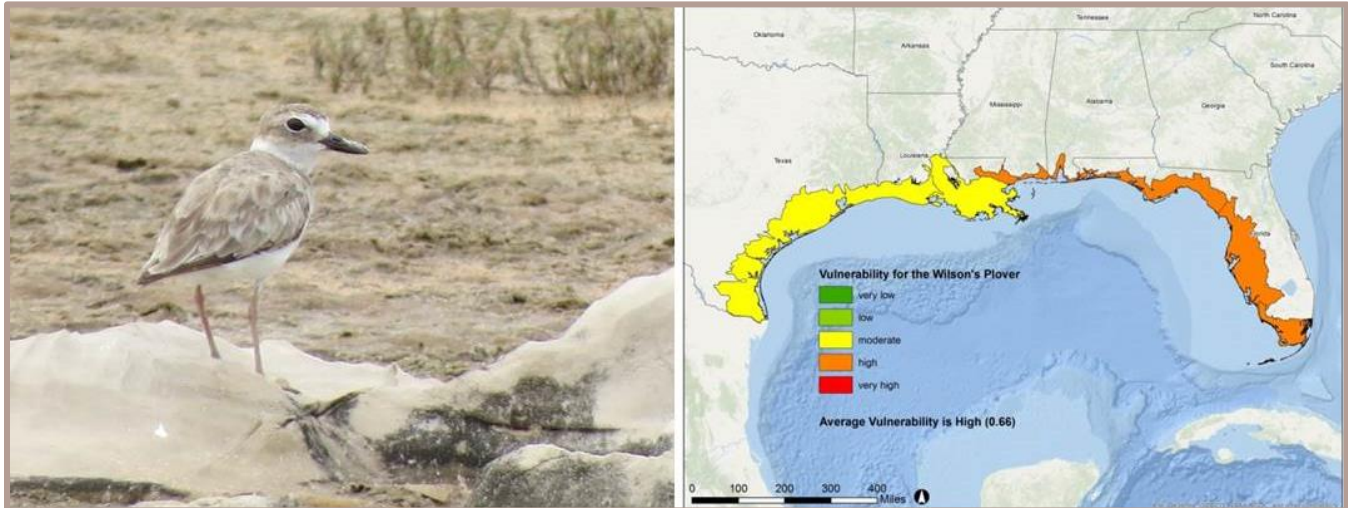 Tennessee
North Carolina
Oklahoma
Arkansas
South Carolina
Mississippi
Alabama
Georgia
Texas
Louisiana
Florida
Vulnerability for the Wilson's Plover
very low
low
moderate
high
very high
Average Vulnerability is High (0.66)
0 100 200 300 400
Miles